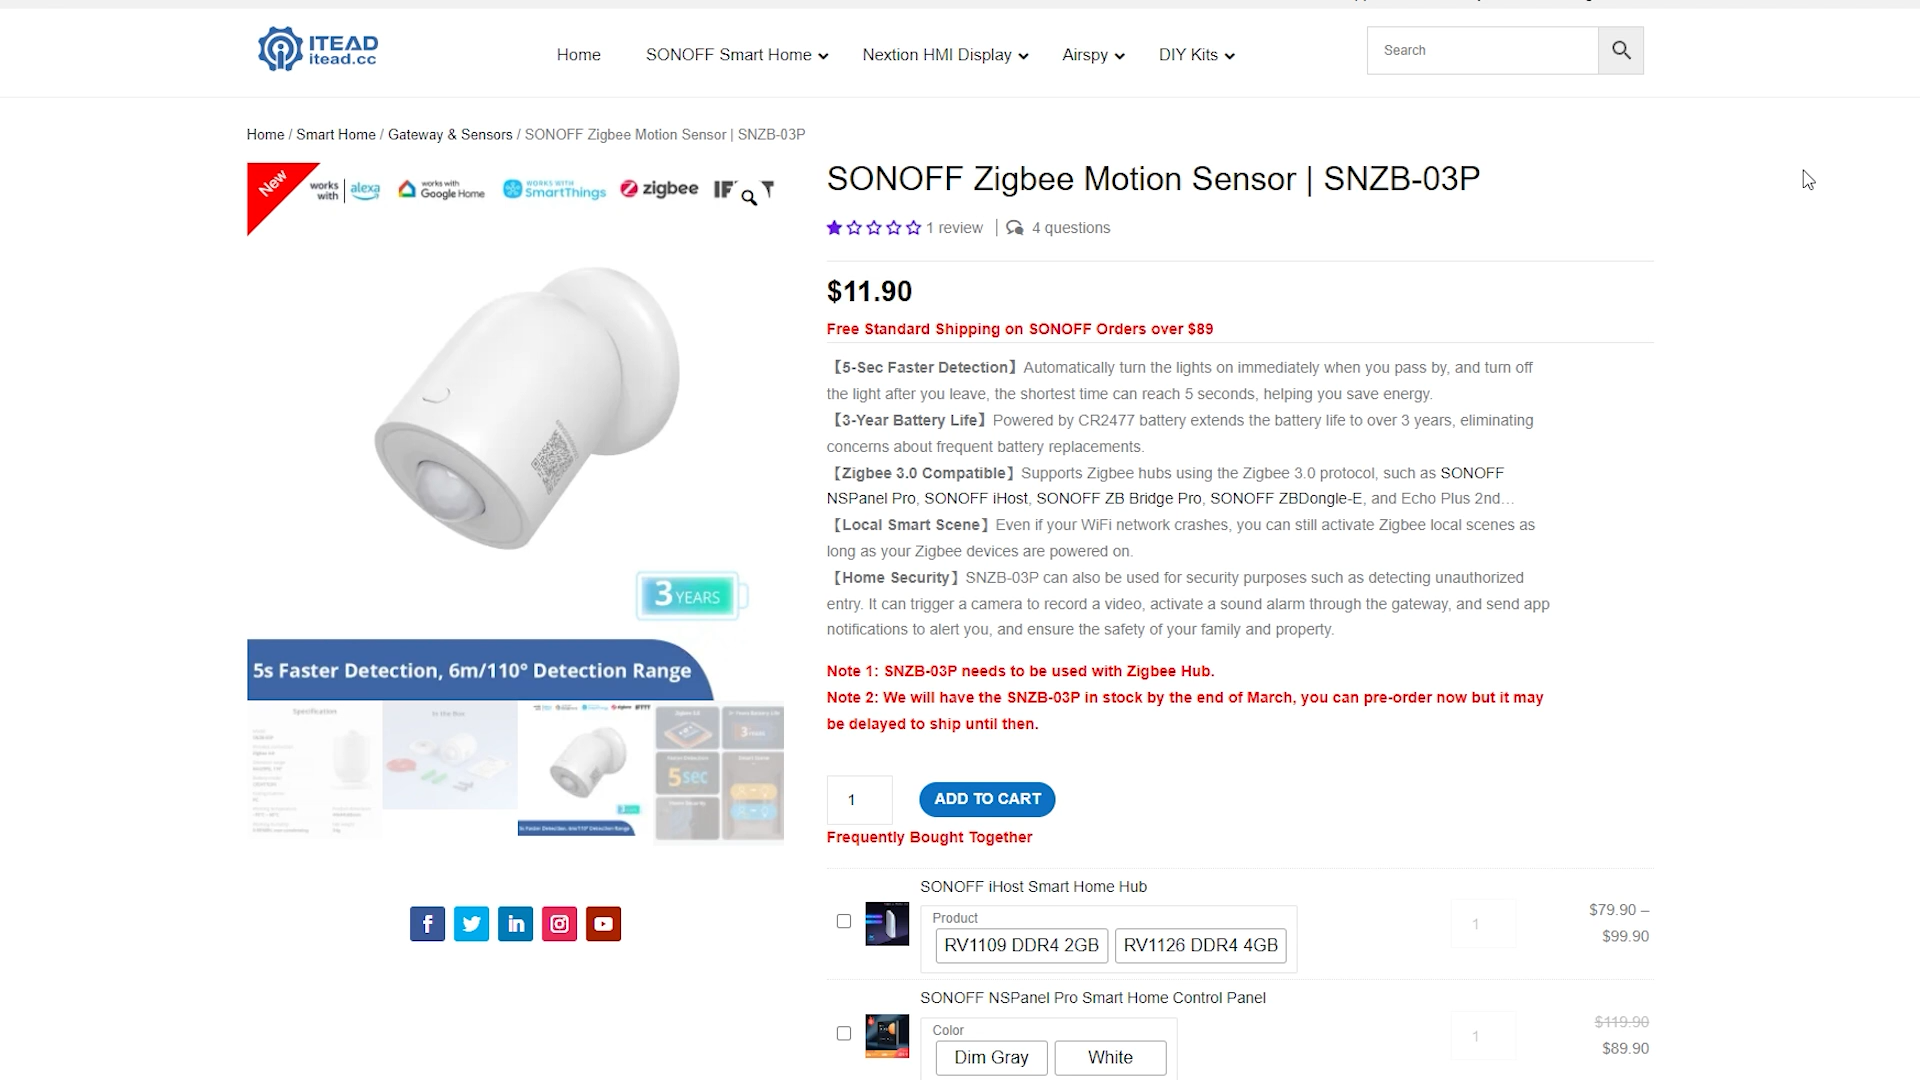 ITEAD
itead.cc
Home
SONOFF Smart Home
Nextion HMI Display
Airspy
DIY Kits
Search
Home / Smart Home / Gateway & Sensors / SONOFF Zigbee Motion Sensor | SNZB-03P
New
works with alexa
works with Google Home
WORKS WITH SmartThings
zigbee
3 YEARS
5s Faster Detection, 6m/110° Detection Range
Specification
In the Box
5sec
SONOFF Zigbee Motion Sensor | SNZB-03P
1 review | 4 questions
$11.90
Free Standard Shipping on SONOFF Orders over $89
【5-Sec Faster Detection】Automatically turn the lights on immediately when you pass by, and turn off
the light after you leave, the shortest time can reach 5 seconds, helping you save energy.
【3-Year Battery Life】Powered by CR2477 battery extends the battery life to over 3 years, eliminating
concerns about frequent battery replacements.
【Zigbee 3.0 Compatible】Supports Zigbee hubs using the Zigbee 3.0 protocol, such as SONOFF
NSPanel Pro, SONOFF iHost, SONOFF ZB Bridge Pro, SONOFF ZBDongle-E, and Echo Plus 2nd…
【Local Smart Scene】Even if your WiFi network crashes, you can still activate Zigbee local scenes as
long as your Zigbee devices are powered on.
【Home Security】SNZB-03P can also be used for security purposes such as detecting unauthorized
entry. It can trigger a camera to record a video, activate a sound alarm through the gateway, and send app
notifications to alert you, and ensure the safety of your family and property.
Note 1: SNZB-03P needs to be used with Zigbee Hub.
Note 2: We will have the SNZB-03P in stock by the end of March, you can pre-order now but it may
be delayed to ship until then.
1
ADD TO CART
Frequently Bought Together
SONOFF iHost Smart Home Hub
Product
RV1109 DDR4 2GB
RV1126 DDR4 4GB
1
$79.90 –
$99.90
SONOFF NSPanel Pro Smart Home Control Panel
Color
Dim Gray
White
1
$119.90
$89.90